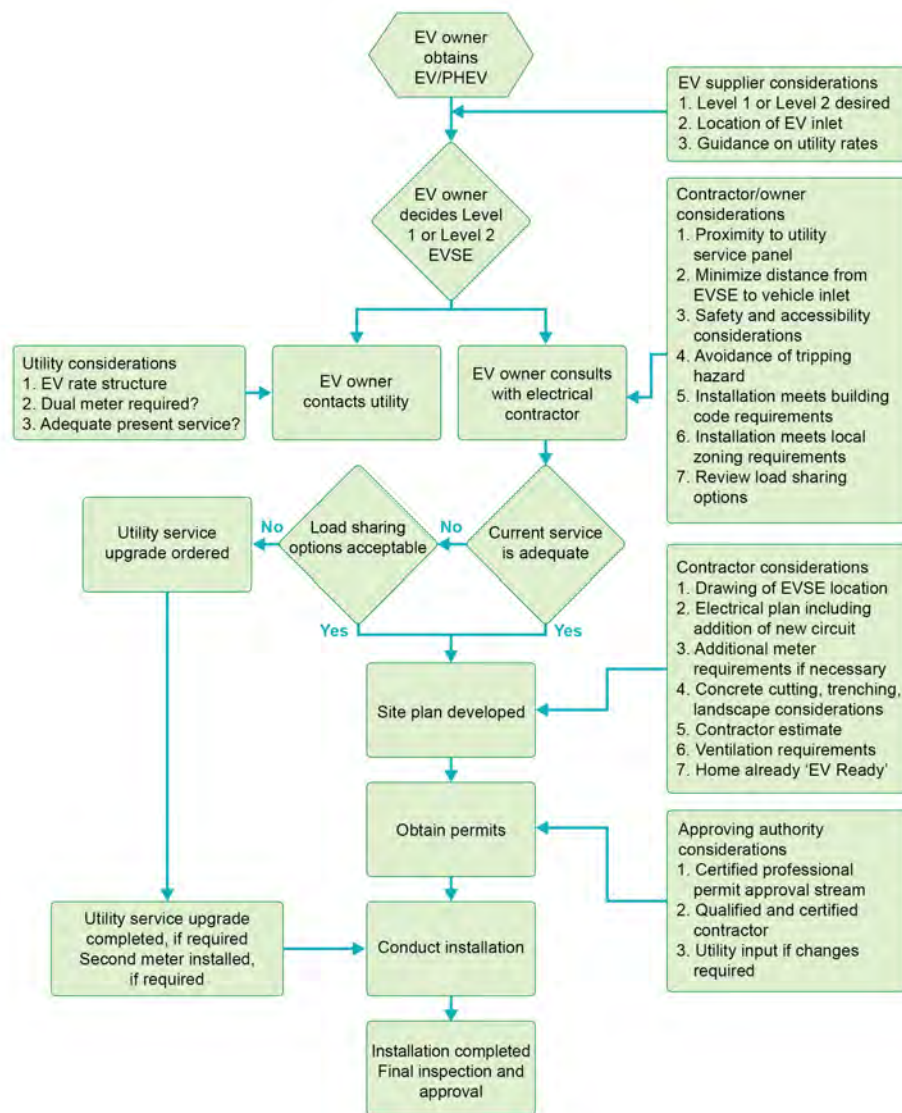 EV owner
obtains
EV/PHEV
EV supplier considerations
1. Level 1 or Level 2 desired
2. Location of EV inlet
3. Guidance on utility rates
EV owner
decides Level
1 or Level 2
EVSE
Contractor/owner
considerations
1. Proximity to utility
service panel
2. Minimize distance from
EVSE to vehicle inlet
3. Safety and accessibility
considerations
4. Avoidance of tripping
hazard
5. Installation meets building
code requirements
6. Installation meets local
zoning requirements
7. Review load sharing
options
Utility considerations
1. EV rate structure
2. Dual meter required?
3. Adequate present service?
EV owner
contacts utility
EV owner consults
with electrical
contractor
Utility service
upgrade ordered
No
Load sharing
options acceptable
No
Current service
is adequate
Yes
Yes
Contractor considerations
1. Drawing of EVSE location
2. Electrical plan including
addition of new circuit
3. Additional meter
requirements if necessary
4. Concrete cutting, trenching,
landscape considerations
5. Contractor estimate
6. Ventilation requirements
7. Home already ‘EV Ready’
Site plan developed
Obtain permits
Approving authority
considerations
1. Certified professional
permit approval stream
2. Qualified and certified
contractor
3. Utility input if changes
required
Utility service upgrade
completed, if required
Second meter installed,
if required
Conduct installation
Installation completed
Final inspection and
approval